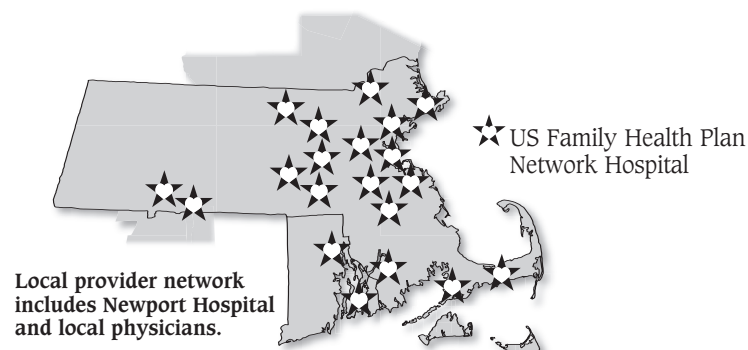 US Family Health Plan
Network Hospital
Local provider network
includes Newport Hospital
and local physicians.